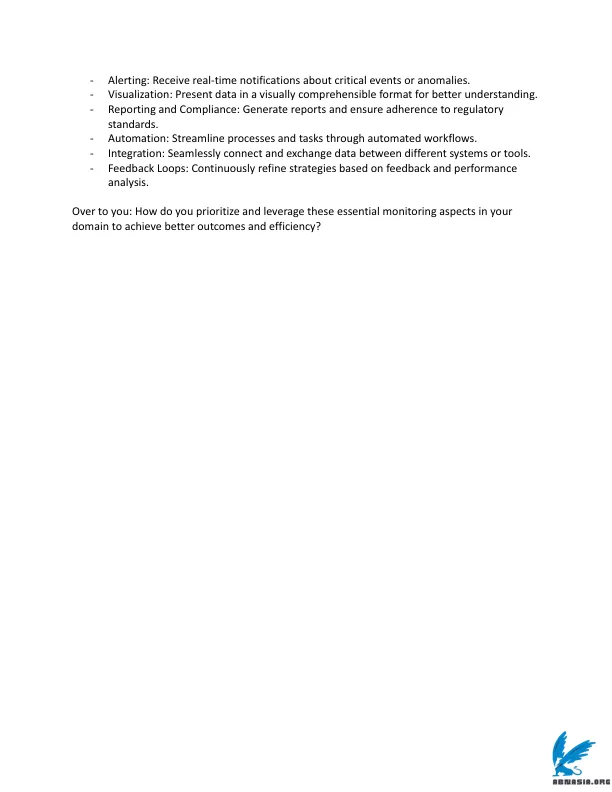 - Alerting: Receive real-time notifications about critical events or anomalies.
- Visualization: Present data in a visually comprehensible format for better understanding.
- Reporting and Compliance: Generate reports and ensure adherence to regulatory
standards.
- Automation: Streamline processes and tasks through automated workflows.
- Integration: Seamlessly connect and exchange data between different systems or tools.
- Feedback Loops: Continuously refine strategies based on feedback and performance
analysis.
Over to you: How do you prioritize and leverage these essential monitoring aspects in your
domain to achieve better outcomes and efficiency?
ABNASIA.ORG